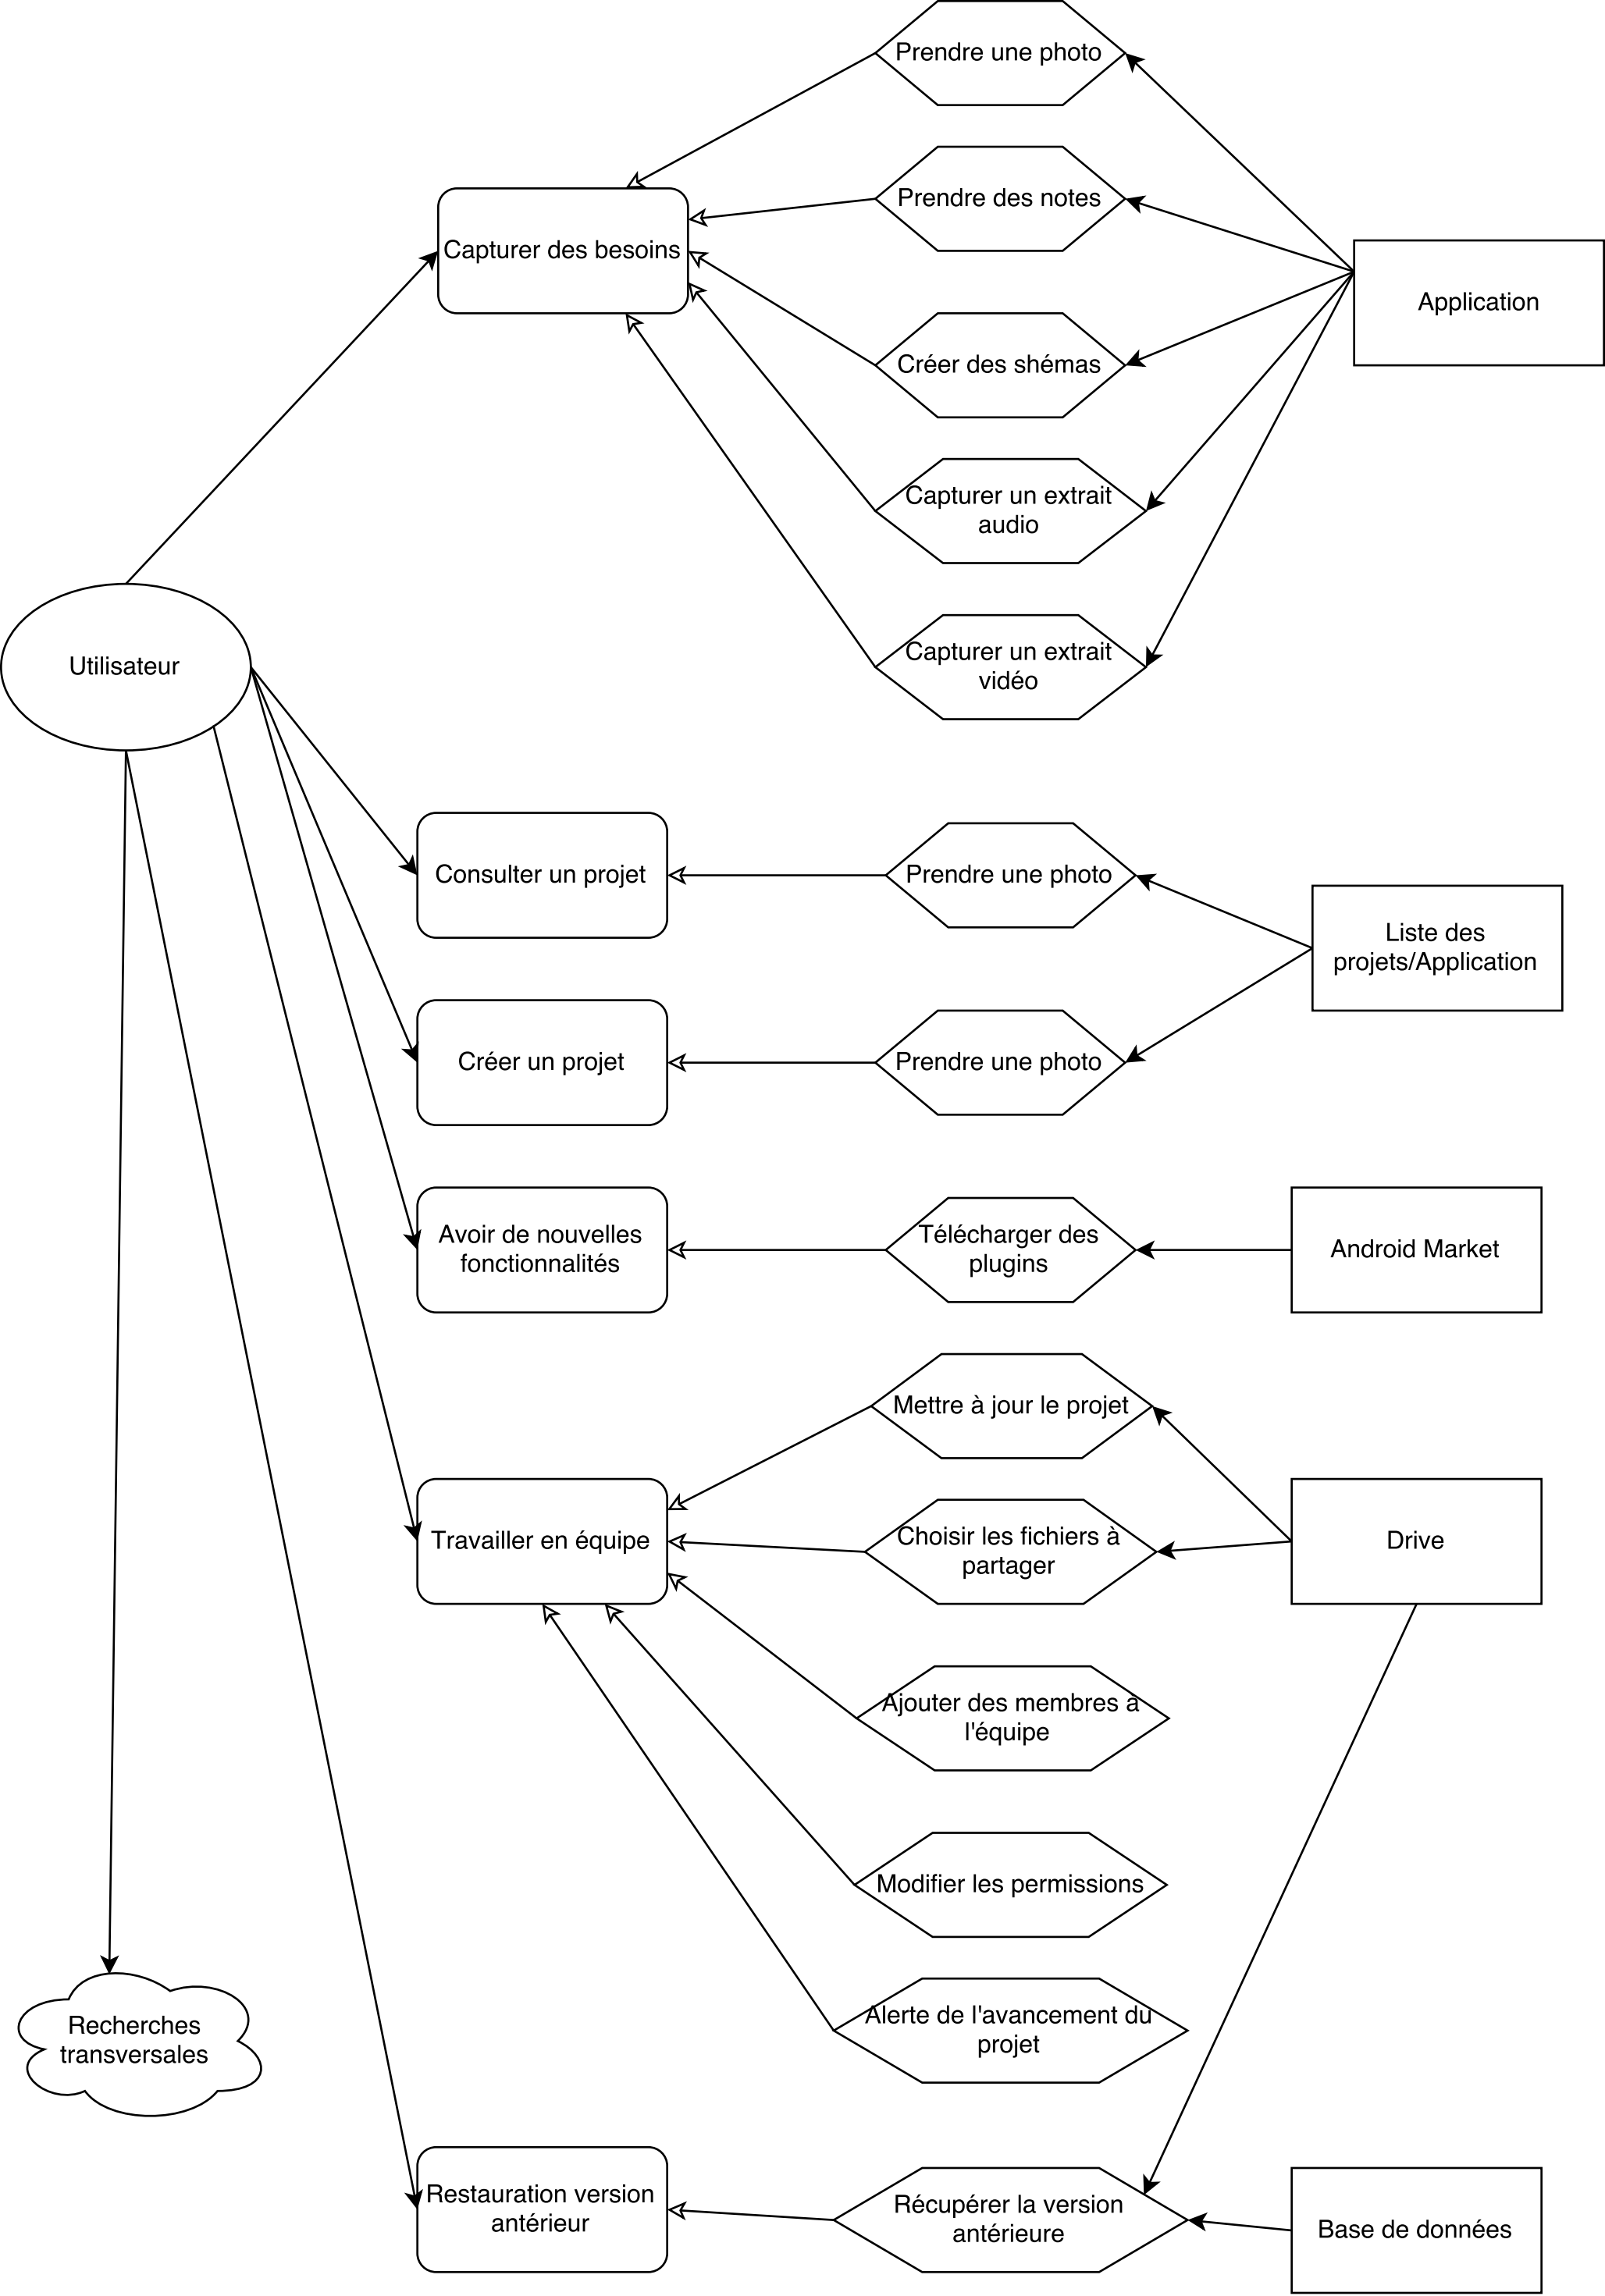 Prendre une photo
Prendre des notes
Capturer des besoins
Application
Créer des shémas
Capturer un extrait
audio
Utilisateur
Capturer un extrait
vidéo
Consulter un projet
Prendre une photo
Liste des
projets/Application
Créer un projet
Prendre une photo
Avoir de nouvelles
fonctionnalités
Télécharger des
plugins
Android Market
Mettre à jour le projet
Travailler en équipe
Choisir les fichiers à
partager
Drive
Ajouter des membres a
l'équipe
Modifier les permissions
Recherches
transversales
Alerte de l'avancement du
projet
Restauration version
antérieur
Récupérer la version
antérieure
Base de données